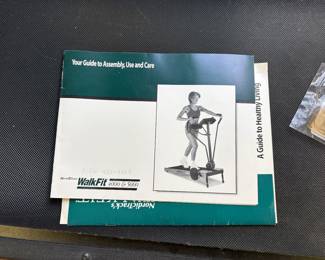 Your Guide to Assembly, Use and Care
WalkFit
A Guide to Healthy Living
NordicTrack's